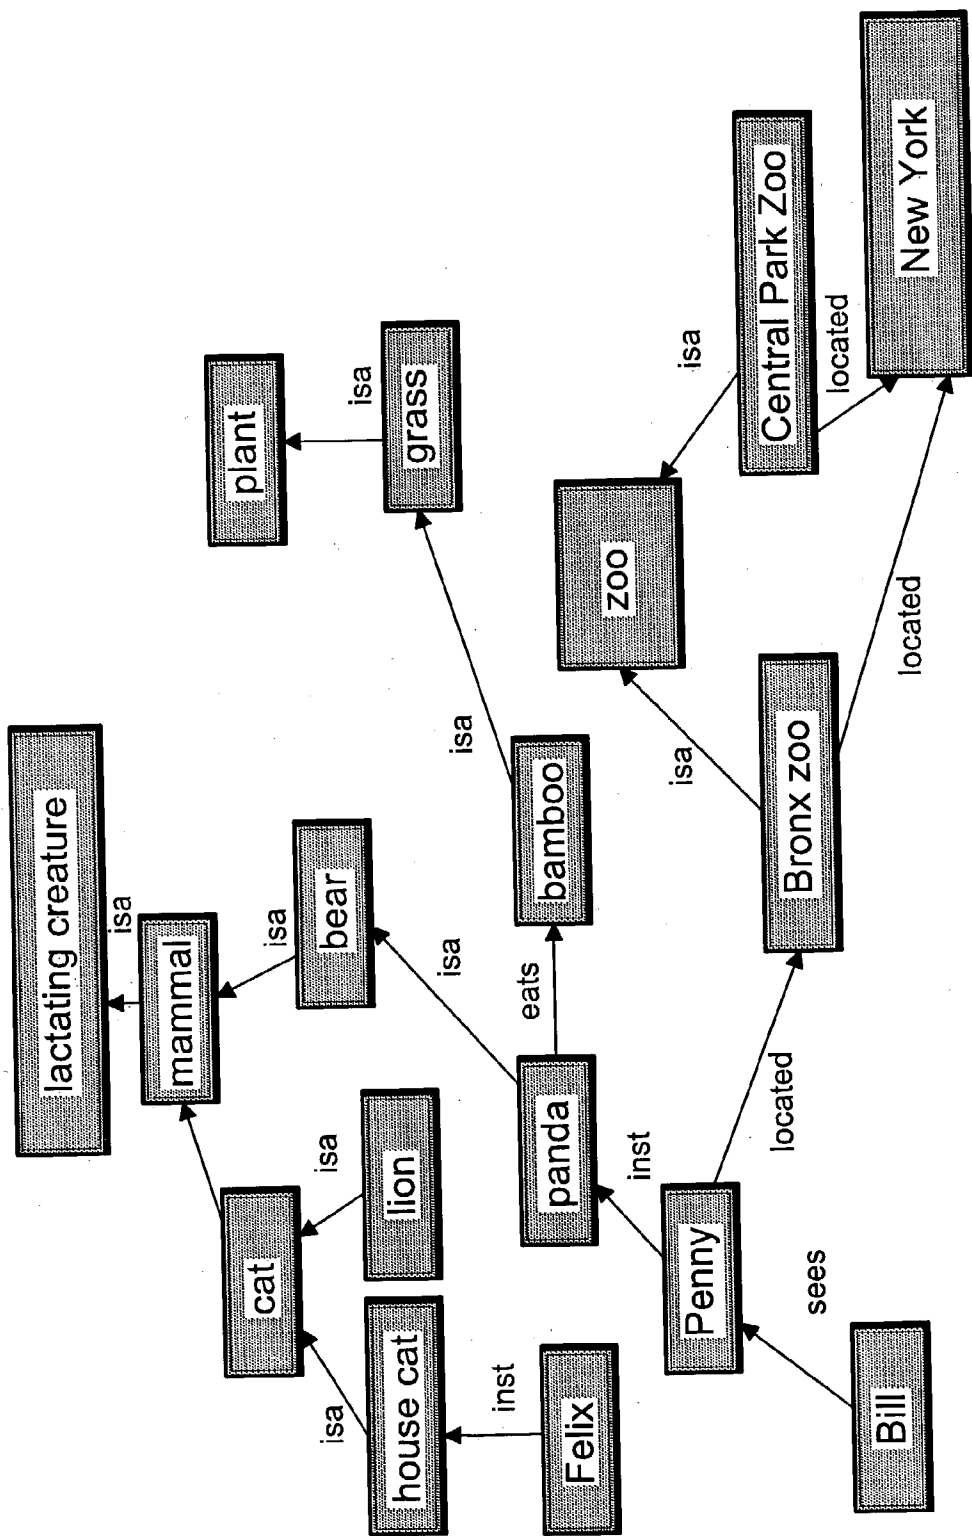 lactating creature
isa
mammal
isa
cat
isa
bear
plant
isa
lion
isa
house cat
isa
grass
isa
inst
Felix
panda
eats
bamboo
isa
zoo
isa
inst
Penny
located
isa
Central Park Zoo
Bronx zoo
located
sees
Bill
located
New York